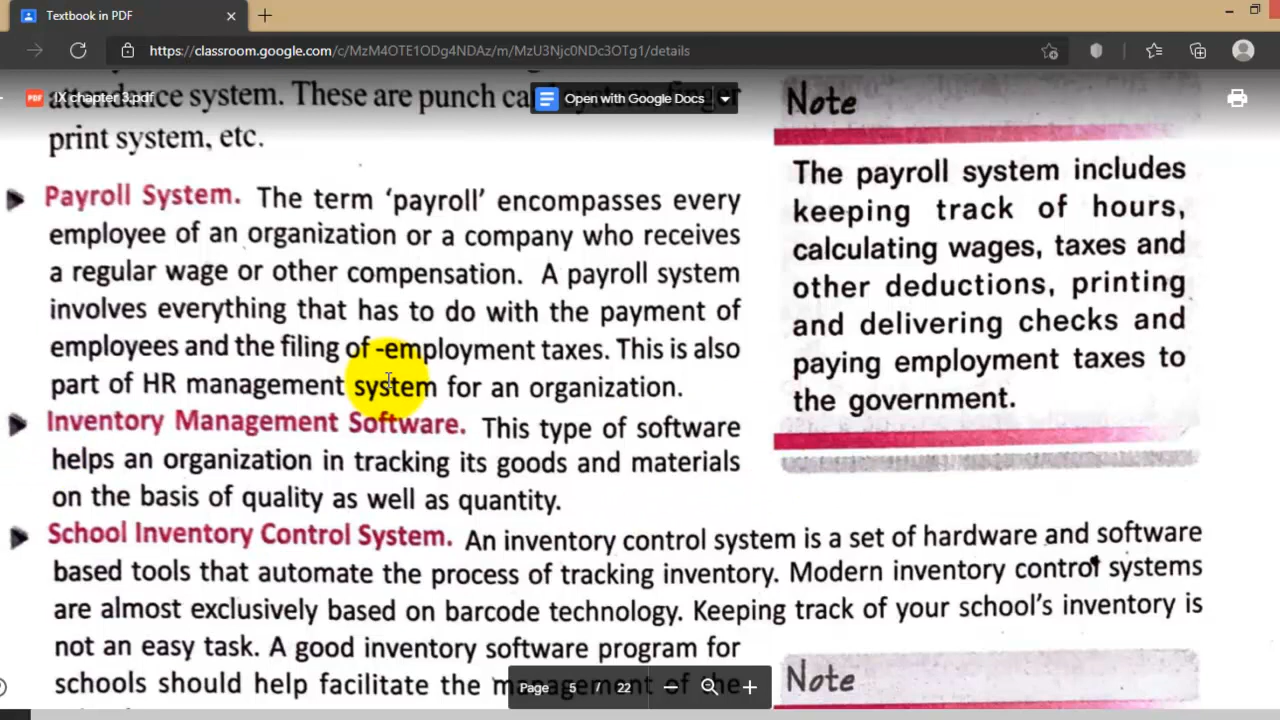 Textbook in PDF
https://classroom.google.com/c/MzM4OTE1ODg4NDAz/m/MzU3Njc0NDc3OTg1/details
IX chapter 3.pdf
Open with Google Docs
system. These are punch
print system, etc.
Payroll System. The term 'payroll' encompasses every
employee of an organization or a company who receives
a regular wage or other compensation. A payroll system
involves everything that has to do with the payment of
employees and the filing of -employment taxes. This is also
part of HR management system for an organization.
Inventory Management Software. This type of software
helps an organization in tracking its goods and materials
on the basis of quality as well as quantity.
School Inventory Control System. An inventory control system is a set of hardware and software
based tools that automate the process of tracking inventory. Modern inventory control systems
are almost exclusively based on barcode technology. Keeping track of your school's inventory is
not an easy task. A good inventory software program for
schools should help facilitate the
Note
The payroll system includes
keeping track of hours,
calculating wages, taxes and
other deductions, printing
and delivering checks and
paying employment taxes to
the government.
Note
Page 5 / 22